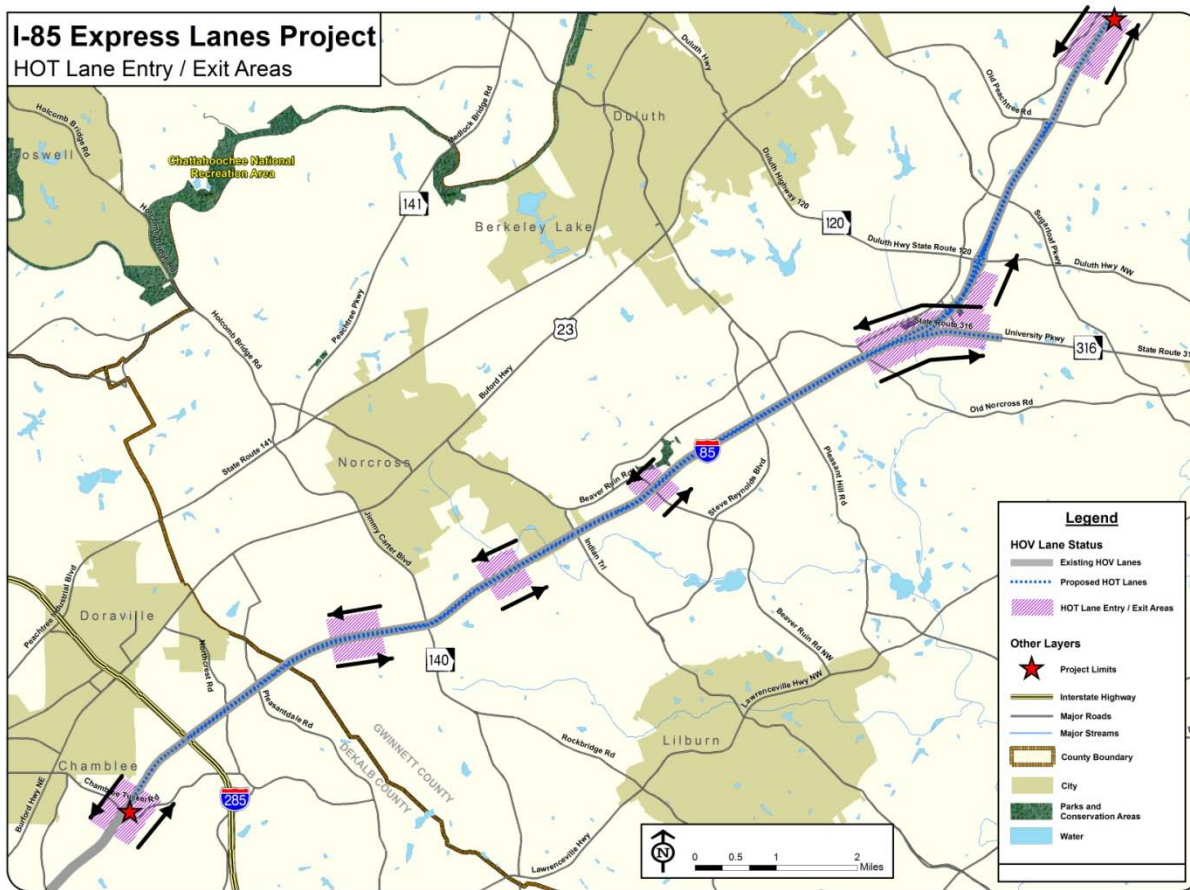 I-85 Express Lanes Project
HOT Lane Entry / Exit Areas
Holcomb Bridge Rd
Roswell
Chattahoochee National
Recreation Area
Medlock Bridge Rd
141
Duluth Hwy
Duluth
Old Peachtree Rd
Berkeley Lake
Duluth Highway 120
120
Sugarloaf Pkwy
Duluth Hwy State Route 120
Duluth Hwy NW
Holcomb Bridge Rd
Peachtree Pkwy
23
State Route 316
University Pkwy
316
State Route 31
Holcomb Bridge Rd
Buford Hwy
Old Norcross Rd
State Route 141
Norcross
85
Pleasant Hill Rd
Beaver Ruin Rd
Steve Reynolds Blvd
Jimmy Carter Blvd
Indian Trl
Peachtree Industrial Blvd
Doraville
Northcrest Rd
140
Beaver Ruin Rd NW
Pleasantdale Rd
Lawrenceville Hwy NW
Rockbridge Rd
Lilburn
GWINNETT COUNTY
DEKALB COUNTY
Chamblee
Chamblee Tucker Rd
285
Burford Hwy NE
Lawrenceville Hwy
N
0 0.5 1 2
Miles
Legend
HOV Lane Status
Existing HOV Lanes
Proposed HOT Lanes
HOT Lane Entry / Exit Areas
Other Layers
Project Limits
Interstate Highway
Major Roads
Major Streams
County Boundary
City
Parks and
Conservation Areas
Water